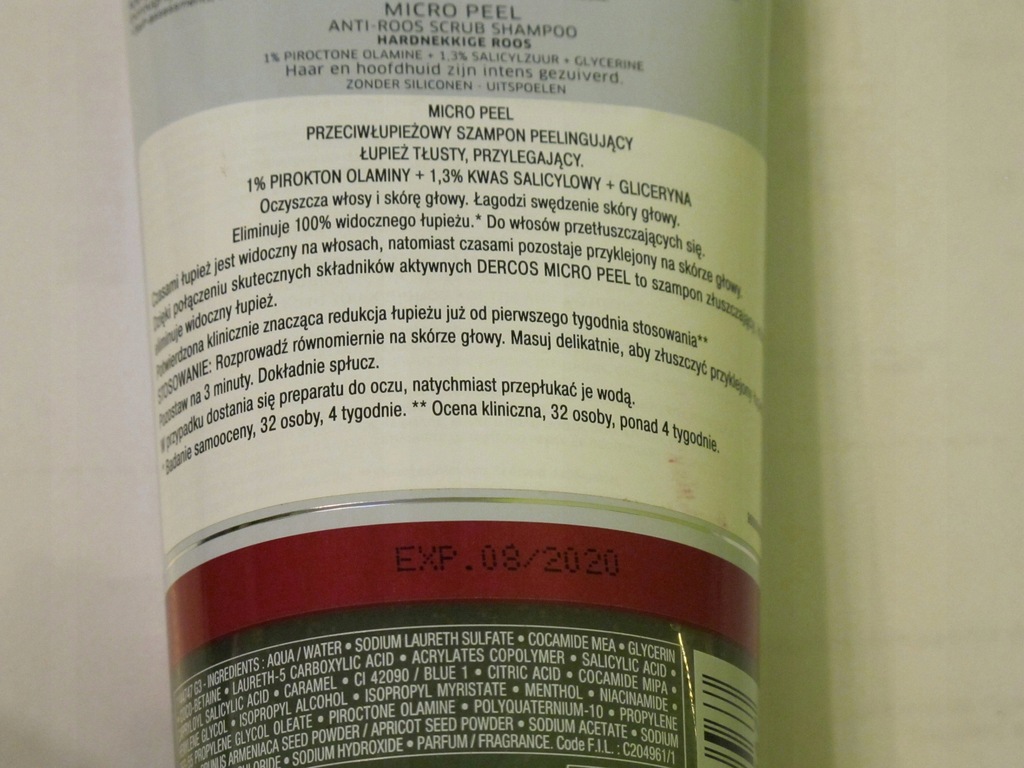 MICRO PEEL
ANTI-ROOS SCRUB SHAMPOO
HARDNEKKIGE ROOS
1% PIROCTONE OLAMINE + 1,3% SALICYLZUUR + GLYCERINE
Haar en hoofdhuid zijn intens gezuiverd.
ZONDER SILICONEN - UITSPOELEN
MICRO PEEL
PRZECIWŁUPIEŻOWY SZAMPON PEELINGUJĄCY
ŁUPIEŻ TŁUSTY, PRZYLEGAJĄCY.
1% PIROKTON OLAMINY + 1,3% KWAS SALICYLOWY + GLICERYNA
Oczyszcza włosy i skórę głowy. Łagodzi swędzenie skóry głowy.
Eliminuje 100% widocznego łupieżu.* Do włosów przetłuszczających się.
Czasami łupież jest widoczny na włosach, natomiast czasami pozostaje przyklejony na skórze głowy.
Dzięki połączeniu skutecznych składników aktywnych DERCOS MICRO PEEL to szampon złuszczający,
eliminuje widoczny łupież.
Potwierdzona klinicznie znacząca redukcja łupieżu już od pierwszego tygodnia stosowania**
STOSOWANIE: Rozprowadź równomiernie na skórze głowy. Masuj delikatnie, aby złuszczyć
Pozostaw na 3 minuty. Dokładnie spłucz.
W przypadku dostania się preparatu do oczu, natychmiast przepłukać je wodą.
* Badanie samooceny, 32 osoby, 4 tygodnie. ** Ocena kliniczna, 32 osoby, ponad 4 tygodnie.
EXP.08/2020
G3 - INGREDIENTS : AQUA / WATER • SODIUM LAURETH SULFATE • COCAMIDE MEA • GLYCERIN
-BETAINE • LAURETH-5 CARBOXYLIC ACID • ACRYLATES COPOLYMER • SALICYLIC ACID •
SALICYLIC ACID • CARAMEL • CI 42090 / BLUE 1 • CITRIC ACID • COCAMIDE MIPA •
GLYCOL • ISOPROPYL ALCOHOL • ISOPROPYL MYRISTATE • MENTHOL • NIACINAMIDE •
PROPYLENE GLYCOL OLEATE • PIROCTONE OLAMINE • POLYQUATERNIUM-10 • PROPYLENE
ARMENIACA SEED POWDER / APRICOT SEED POWDER • SODIUM ACETATE • SODIUM
• SODIUM HYDROXIDE • PARFUM / FRAGRANCE. Code F.I.L. : C204961/1